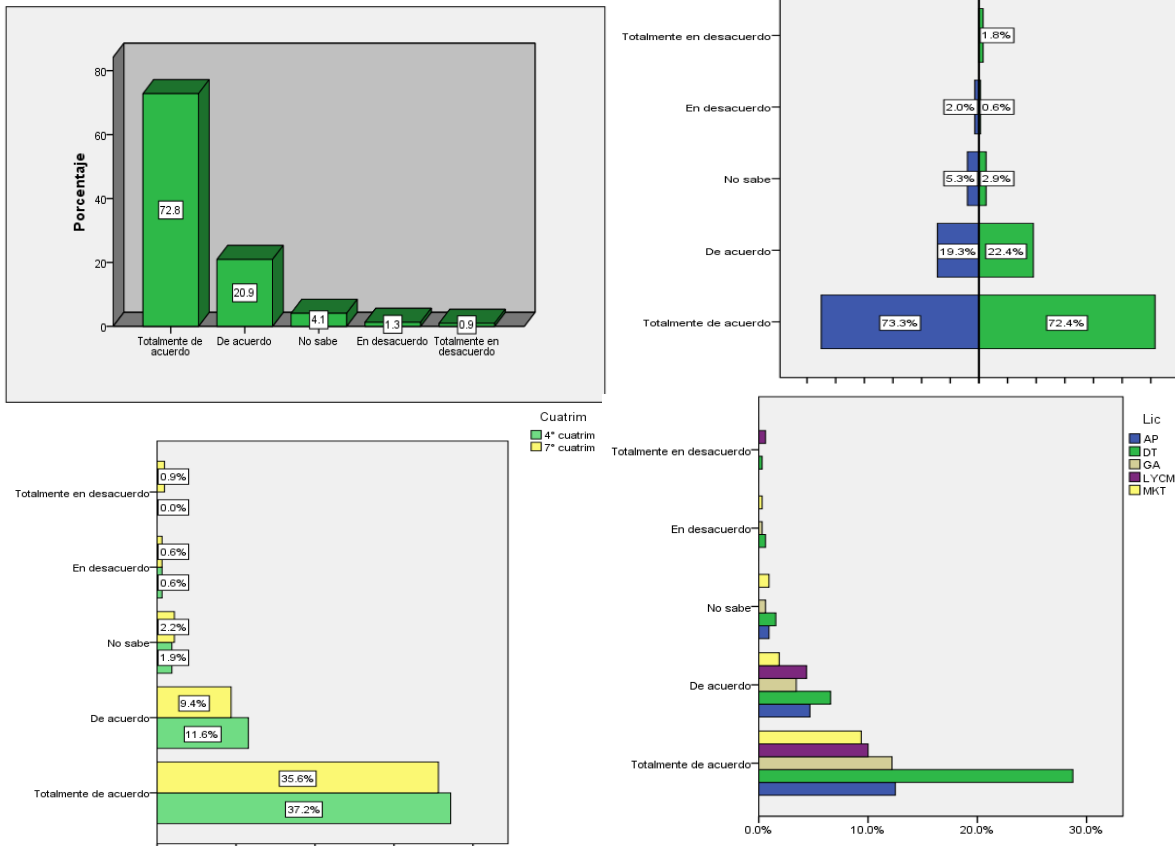 Porcentaje
80
60
40
20
0
72.8
20.9
4.1
1.3
0.9
Totalmente de
acuerdo
De acuerdo
No sabe
En desacuerdo
Totalmente en
desacuerdo
Totalmente en desacuerdo
1.8%
En desacuerdo
2.0% 0.6%
No sabe
5.3% 2.9%
De acuerdo
19.3% 22.4%
Totalmente de acuerdo
73.3% 72.4%
Cuatrim
4° cuatrim
7° cuatrim
Totalmente en desacuerdo
0.9%
0.0%
En desacuerdo
0.6%
0.6%
No sabe
2.2%
1.9%
De acuerdo
9.4%
11.6%
Totalmente de acuerdo
35.6%
37.2%
Lic
AP
DT
GA
LYCM
MKT
Totalmente en desacuerdo
En desacuerdo
No sabe
De acuerdo
Totalmente de acuerdo
0.0% 10.0% 20.0% 30.0%